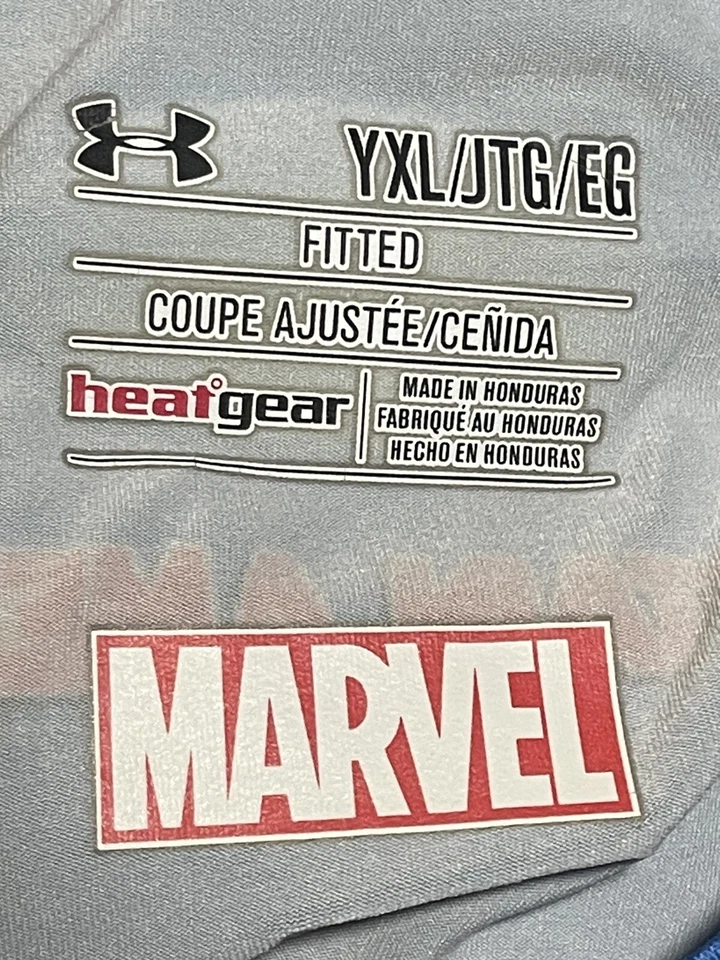 YXL/JTG/EG
FITTED
COUPE AJUSTÉE/CEÑIDA
heatgear
MADE IN HONDURAS
FABRIQUÉ AU HONDURAS
HECHO EN HONDURAS
MARVEL